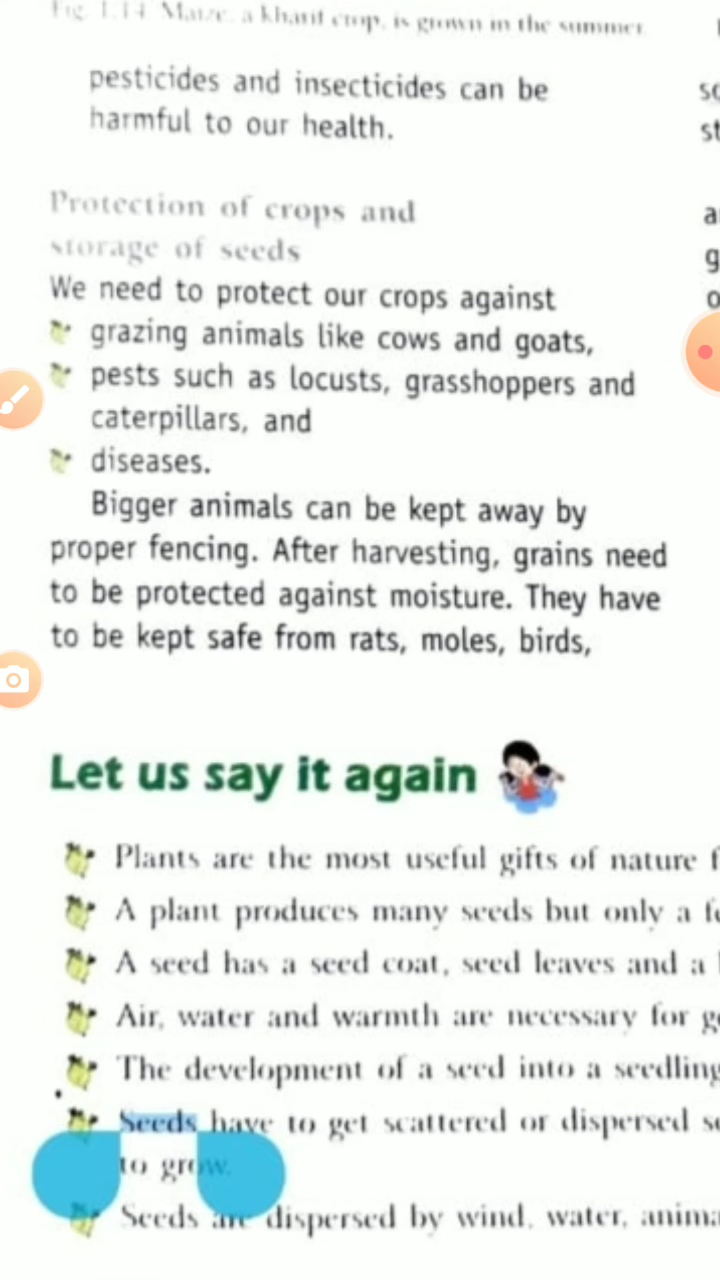 Fig. 1.14 Maize, a kharif crop, is grown in the summer
pesticides and insecticides can be
harmful to our health.
Protection of crops and
storage of seeds
We need to protect our crops against
grazing animals like cows and goats,
pests such as locusts, grasshoppers and
caterpillars, and
diseases.
Bigger animals can be kept away by
proper fencing. After harvesting, grains need
to be protected against moisture. They have
to be kept safe from rats, moles, birds,
Let us say it again
Plants are the most useful gifts of nature
A plant produces many seeds but only a
A seed has a seed coat, seed leaves and a
Air, water and warmth are necessary for
The development of a seed into a seedling
Seeds have to get scattered or dispersed
to grow.
Seeds are dispersed by wind, water,